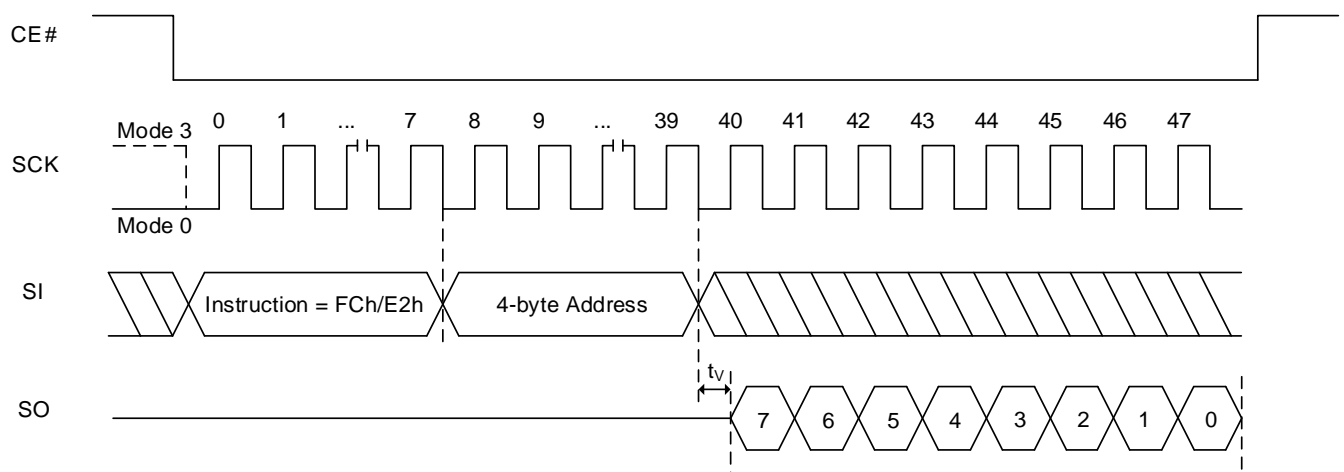 CE#
Mode 3
0 1 ... 7 8 9 ... 39 40 41 42 43 44 45 46 47
SCK
Mode 0
SI
Instruction = FCh/E2h
4-byte Address
tV
SO
7 6 5 4 3 2 1 0